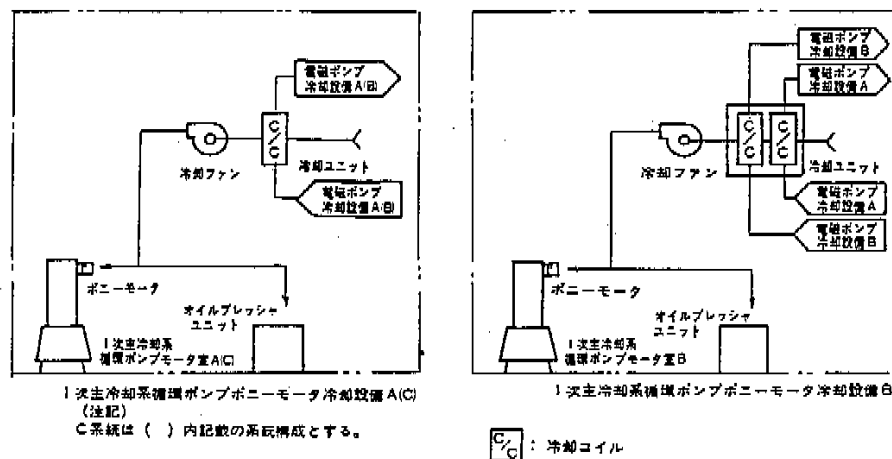 電磁ポンプ
冷却設備A(B)
C/C
冷却ファン
冷却ユニット
電磁ポンプ
冷却設備A(B)
ポニーモータ
オイルプレッシャ
ユニット
1次主冷却系
循環ポンプモータ室A(C)
1次主冷却系循環ポンプポニーモータ冷却設備A(C)
(注記)
C系統は( )内記載の系統構成とする。
電磁ポンプ
冷却設備B
電磁ポンプ
冷却設備A
C/C
C/C
冷却ファン
冷却ユニット
電磁ポンプ
冷却設備A
電磁ポンプ
冷却設備B
ポニーモータ
オイルプレッシャ
ユニット
1次主冷却系
循環ポンプモータ室B
1次主冷却系循環ポンプポニーモータ冷却設備B
C/C : 冷却コイル